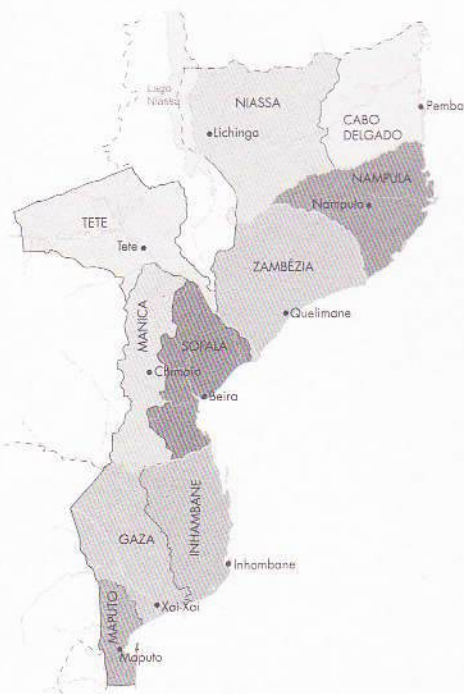 Lago
Niassa
NIASSA
Lichinga
Pemba
CABO
DELGADO
NAMPULA
Nampula
TETE
Tete
ZAMBÉZIA
MANICA
SOFALA
Quelimane
Chimoio
Beira
GAZA
INHAMBANE
Inhambane
MAPUTO
Xai-Xai
Maputo